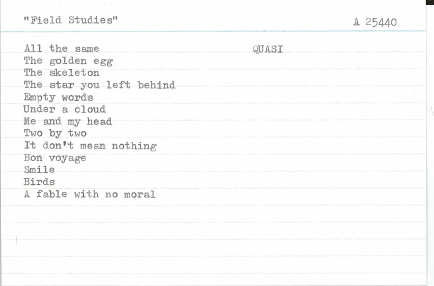 "Field Studies"
A 25440
All the same
QUASI
The golden egg
The skeleton
The star you left behind
Empty words
Under a cloud
Me and my head
Two by two
It don't mean nothing
Bon voyage
Smile
Birds
A fable with no moral